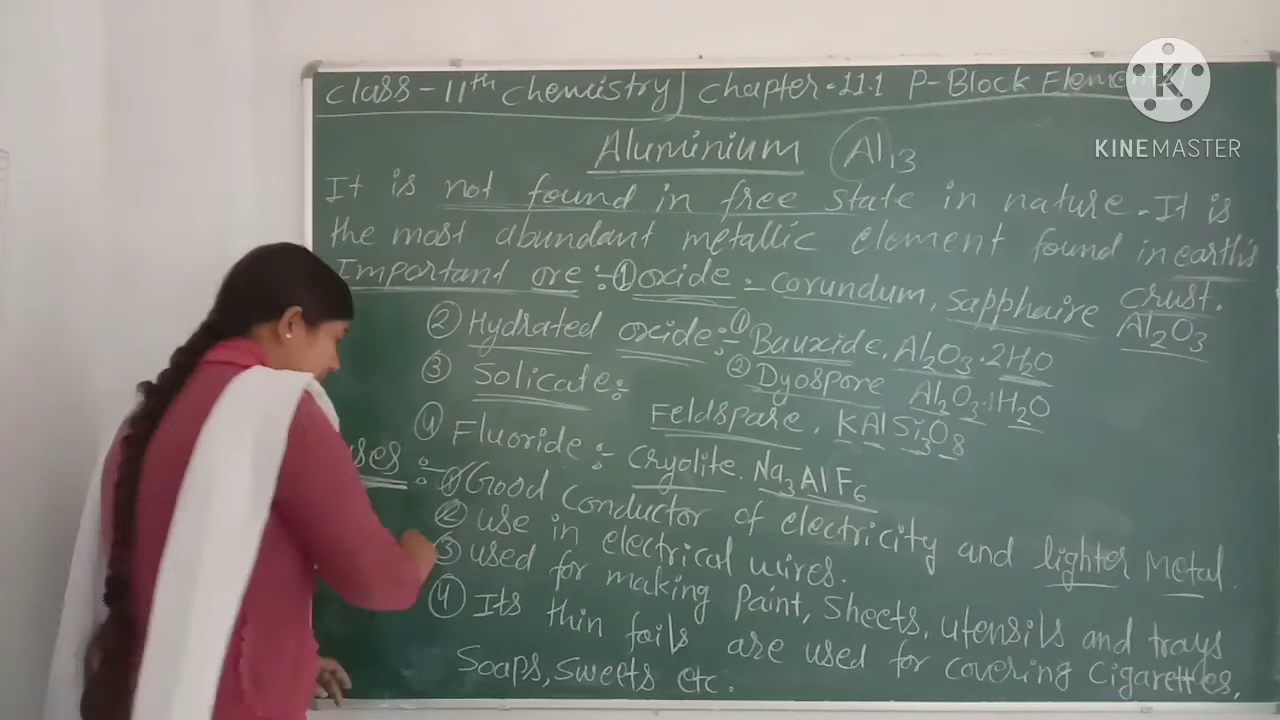 Class - 11th Chemistry] Chapter - 11.1 P-Block Elements]
K
KINEMASTER
Aluminium Al13
It is not found in free state in nature. It is
the most abundant metallic element found in earth's
crust.
Important ore :- ① oxide :- corundum, sapphaire Al2O3
② Hydrated oxide :- ① Bauxide, Al2O3.2H2O
② Dyospore Al2O3.1H2O
③ Solicate :-
Feldspare, KAlSi3O8
④ Fluoride :- Cryolite. Na3AlF6
uses :- ① Good conductor of electricity and lighter metal.
② use in electrical wires.
③ used for making paint, sheets, utensils and trays
④ Its thin foils are used for covering Cigarettes,
Soaps, sweets etc.